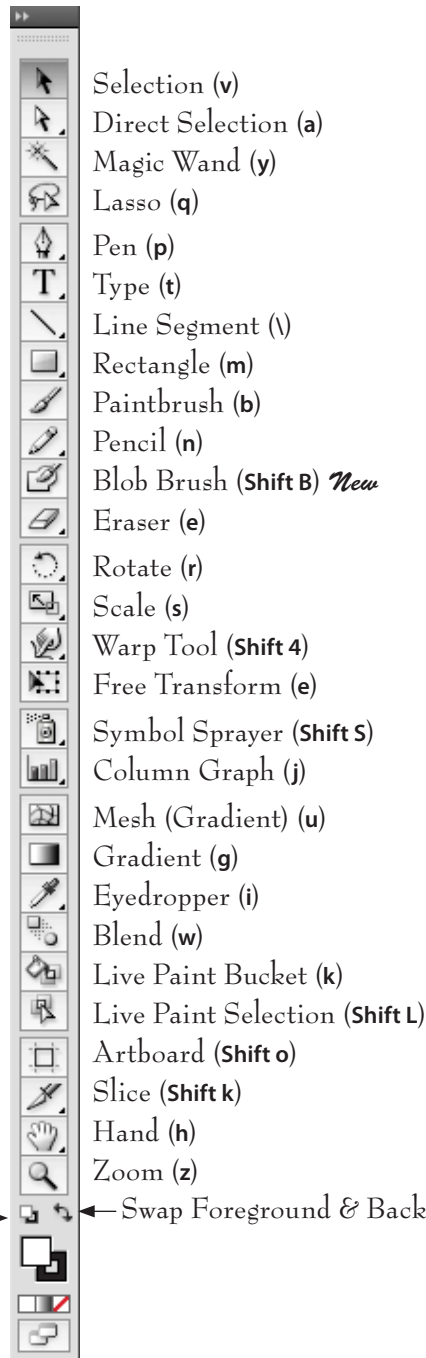 Selection (v)
Direct Selection (a)
Magic Wand (y)
Lasso (q)
Pen (p)
T Type (t)
Line Segment (\)
Rectangle (m)
Paintbrush (b)
Pencil (n)
Blob Brush (Shift B) New
Eraser (e)
Rotate (r)
Scale (s)
Warp Tool (Shift 4)
Free Transform (e)
Symbol Sprayer (Shift S)
Column Graph (j)
Mesh (Gradient) (u)
Gradient (g)
Eyedropper (i)
Blend (w)
Live Paint Bucket (k)
Live Paint Selection (Shift L)
Artboard (Shift o)
Slice (Shift k)
Hand (h)
Zoom (z)
Swap Foreground & Back